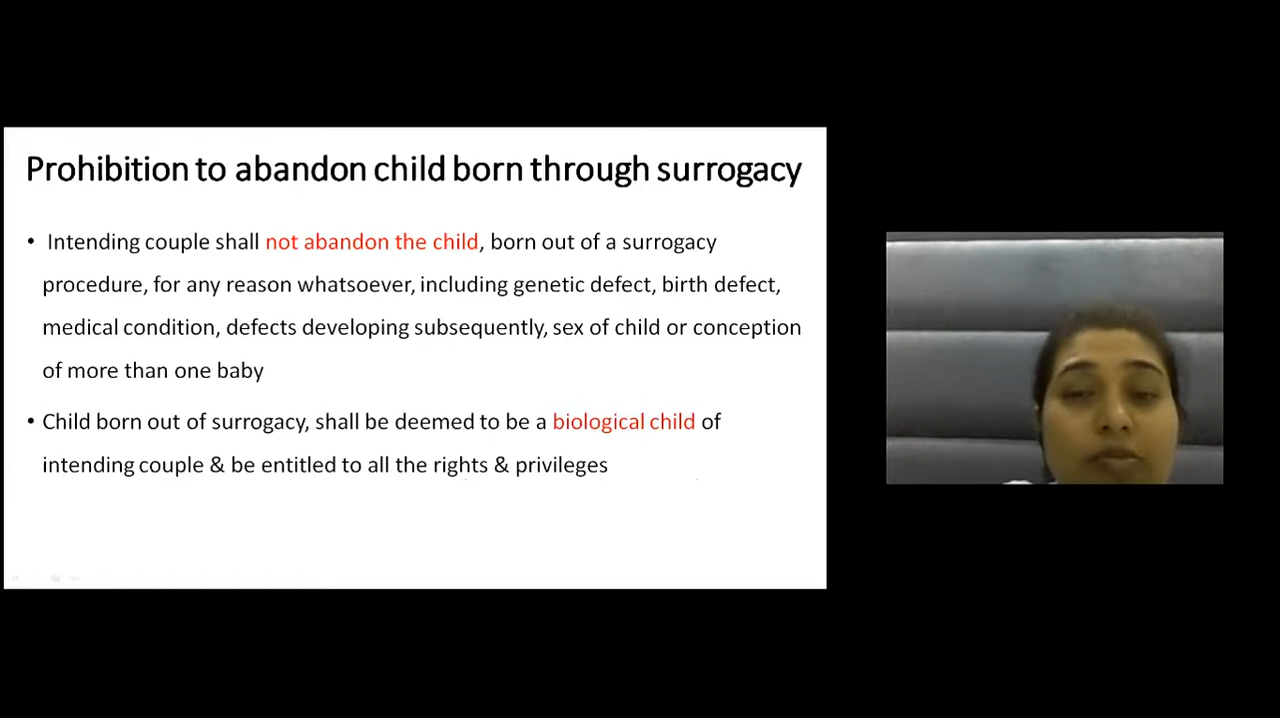 Prohibition to abandon child born through surrogacy
• Intending couple shall not abandon the child, born out of a surrogacy
procedure, for any reason whatsoever, including genetic defect, birth defect,
medical condition, defects developing subsequently, sex of child or conception
of more than one baby
• Child born out of surrogacy, shall be deemed to be a biological child of
intending couple & be entitled to all the rights & privileges